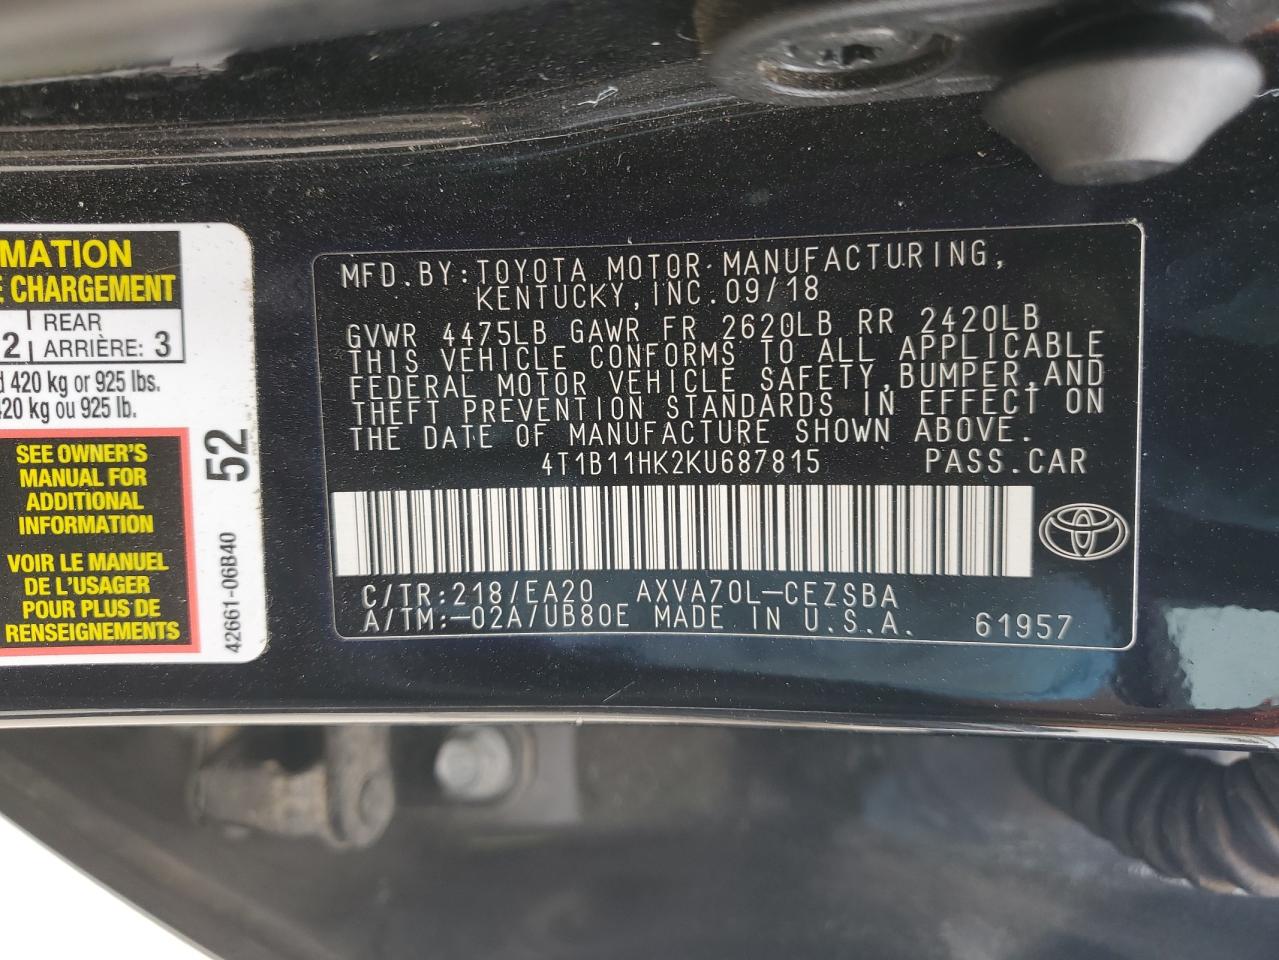 MATION
E CHARGEMENT
2 REAR
ARRIÈRE: 3
420 kg or 925 lbs.
420 kg ou 925 lb.
SEE OWNER'S
MANUAL FOR
ADDITIONAL
INFORMATION
VOIR LE MANUEL
DE L'USAGER
POUR PLUS DE
RENSEIGNEMENTS
52
42661-06B40
MFD.BY:TOYOTA MOTOR MANUFACTURING,
KENTUCKY,INC.09/18
GVWR 4475LB GAWR FR 2620LB RR 2420LB
THIS VEHICLE CONFORMS TO ALL APPLICABLE
FEDERAL MOTOR VEHICLE SAFETY,BUMPER,AND
THEFT PREVENTION STANDARDS IN EFFECT ON
THE DATE OF MANUFACTURE SHOWN ABOVE.
4T1B11HK2KU687815 PASS.CAR
C/TR:218/EA20 AXVA70L-CEZSBA
A/TM:-02A/UB80E MADE IN U.S.A. 61957